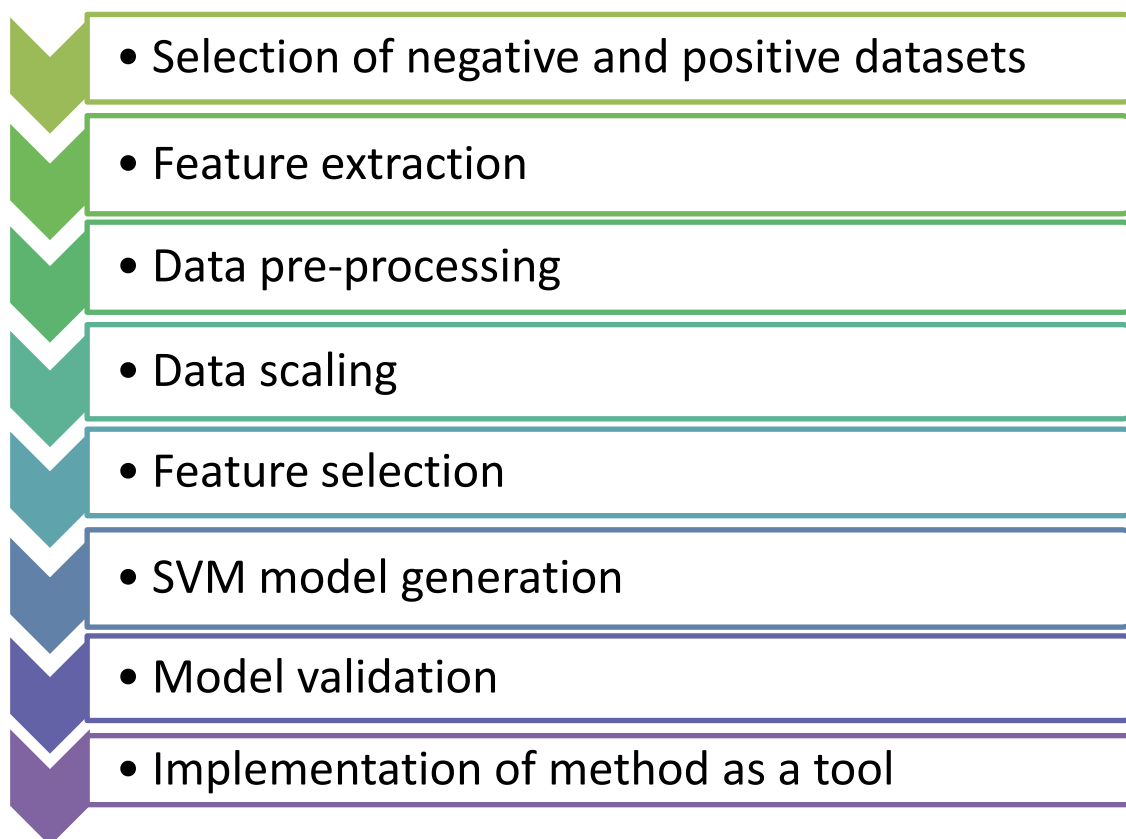 • Selection of negative and positive datasets
• Feature extraction
• Data pre-processing
• Data scaling
• Feature selection
• SVM model generation
• Model validation
• Implementation of method as a tool